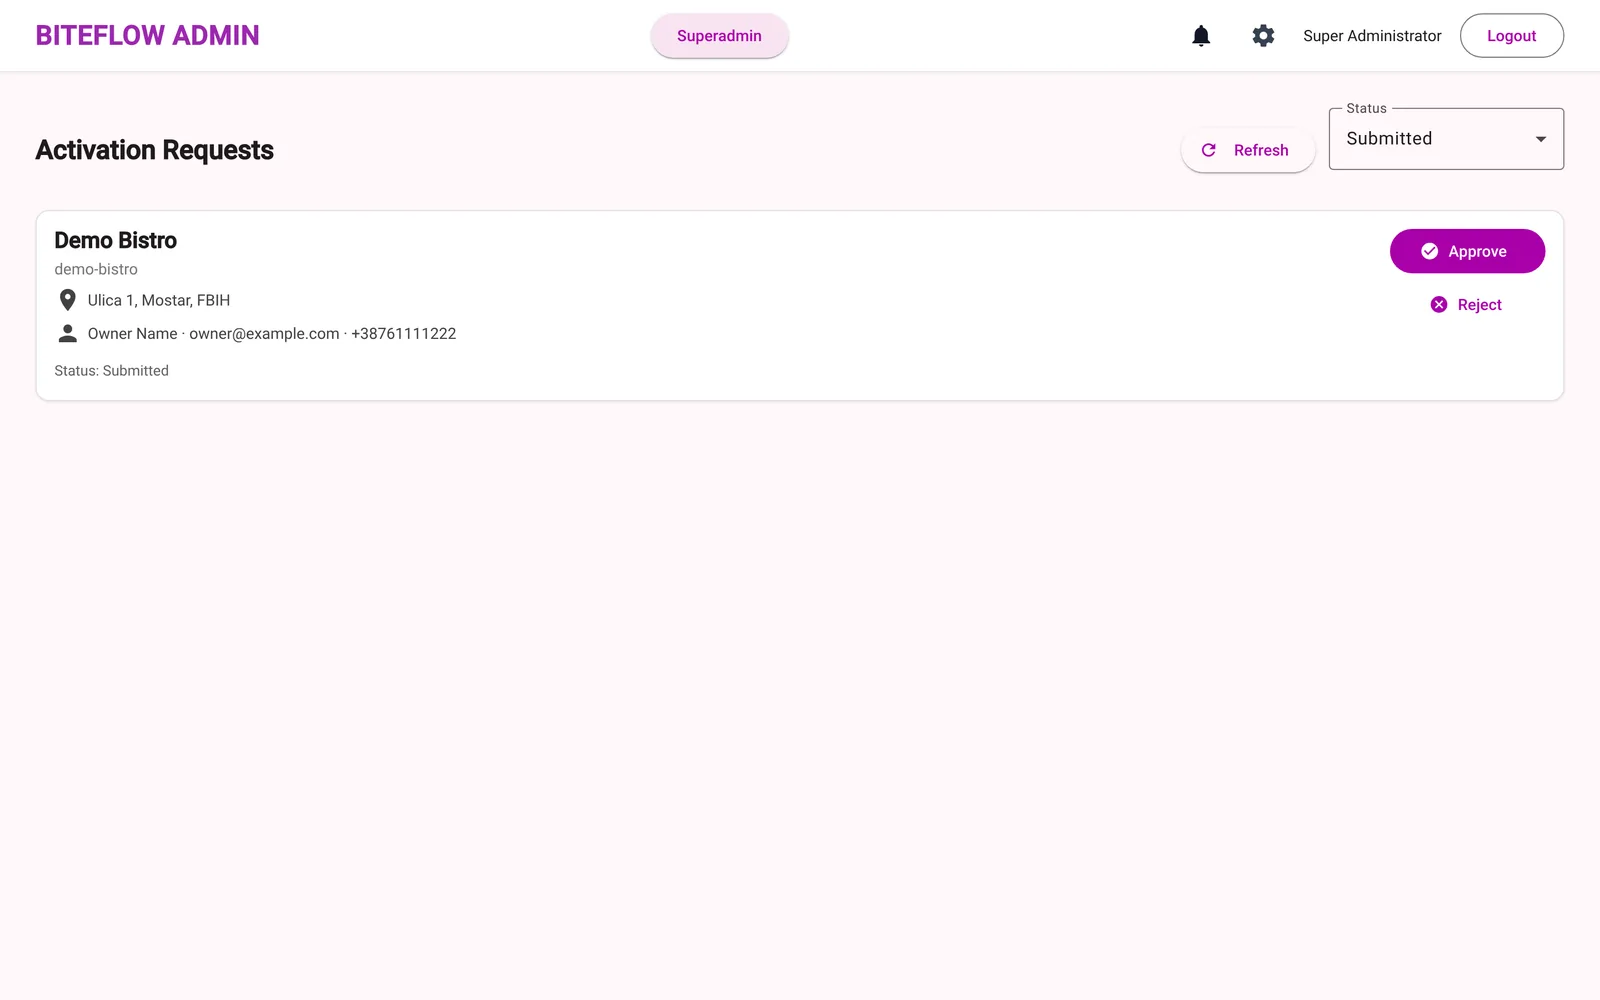 BITEFLOW ADMIN
Superadmin
Super Administrator
Logout
Activation Requests
Refresh
Status
Submitted
Demo Bistro
demo-bistro
Ulica 1, Mostar, FBIH
Owner Name · owner@example.com · +38761111222
Status: Submitted
Approve
Reject